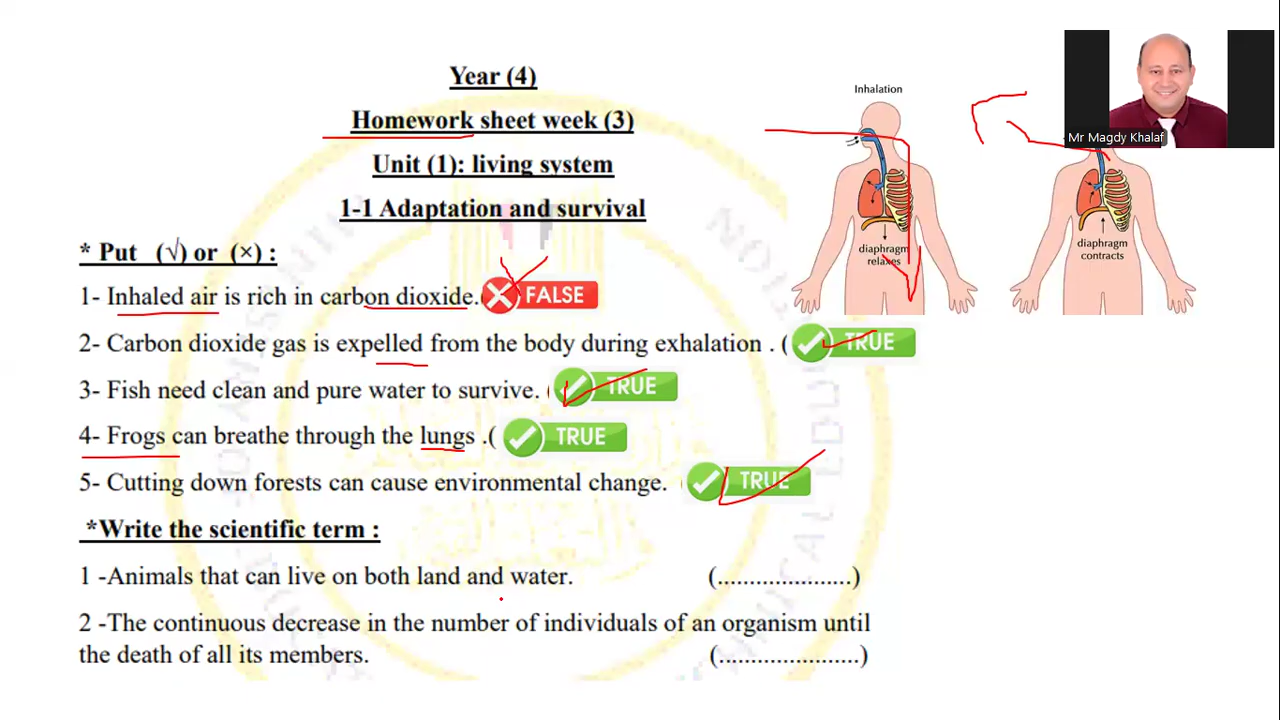 Year (4)
Homework sheet week (3)
Unit (1): living system
1-1 Adaptation and survival
* Put (√) or (×) :
1- Inhaled air is rich in carbon dioxide.( FALSE
2- Carbon dioxide gas is expelled from the body during exhalation . ( TRUE
3- Fish need clean and pure water to survive. ( TRUE
4- Frogs can breathe through the lungs .( TRUE
5- Cutting down forests can cause environmental change. ( TRUE
*Write the scientific term :
1 -Animals that can live on both land and water. (.....................)
2 -The continuous decrease in the number of individuals of an organism until
the death of all its members. (......................)
Inhalation
diaphragm
relaxes
diaphragm
contracts
Mr Magdy Khalaf